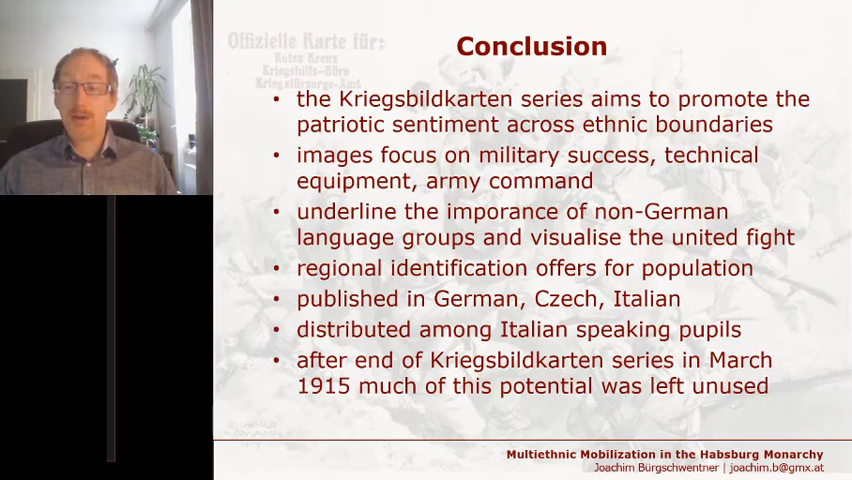 Offizielle Karte für:
Rotes Kreuz
Kriegshilfs-Büro
Kriegsfürsorge-Amt
Conclusion
• the Kriegsbildkarten series aims to promote the
patriotic sentiment across ethnic boundaries
• images focus on military success, technical
equipment, army command
• underline the imporance of non-German
language groups and visualise the united fight
• regional identification offers for population
• published in German, Czech, Italian
• distributed among Italian speaking pupils
• after end of Kriegsbildkarten series in March
1915 much of this potential was left unused
Multiethnic Mobilization in the Habsburg Monarchy
Joachim Bürgschwentner | joachim.b@gmx.at